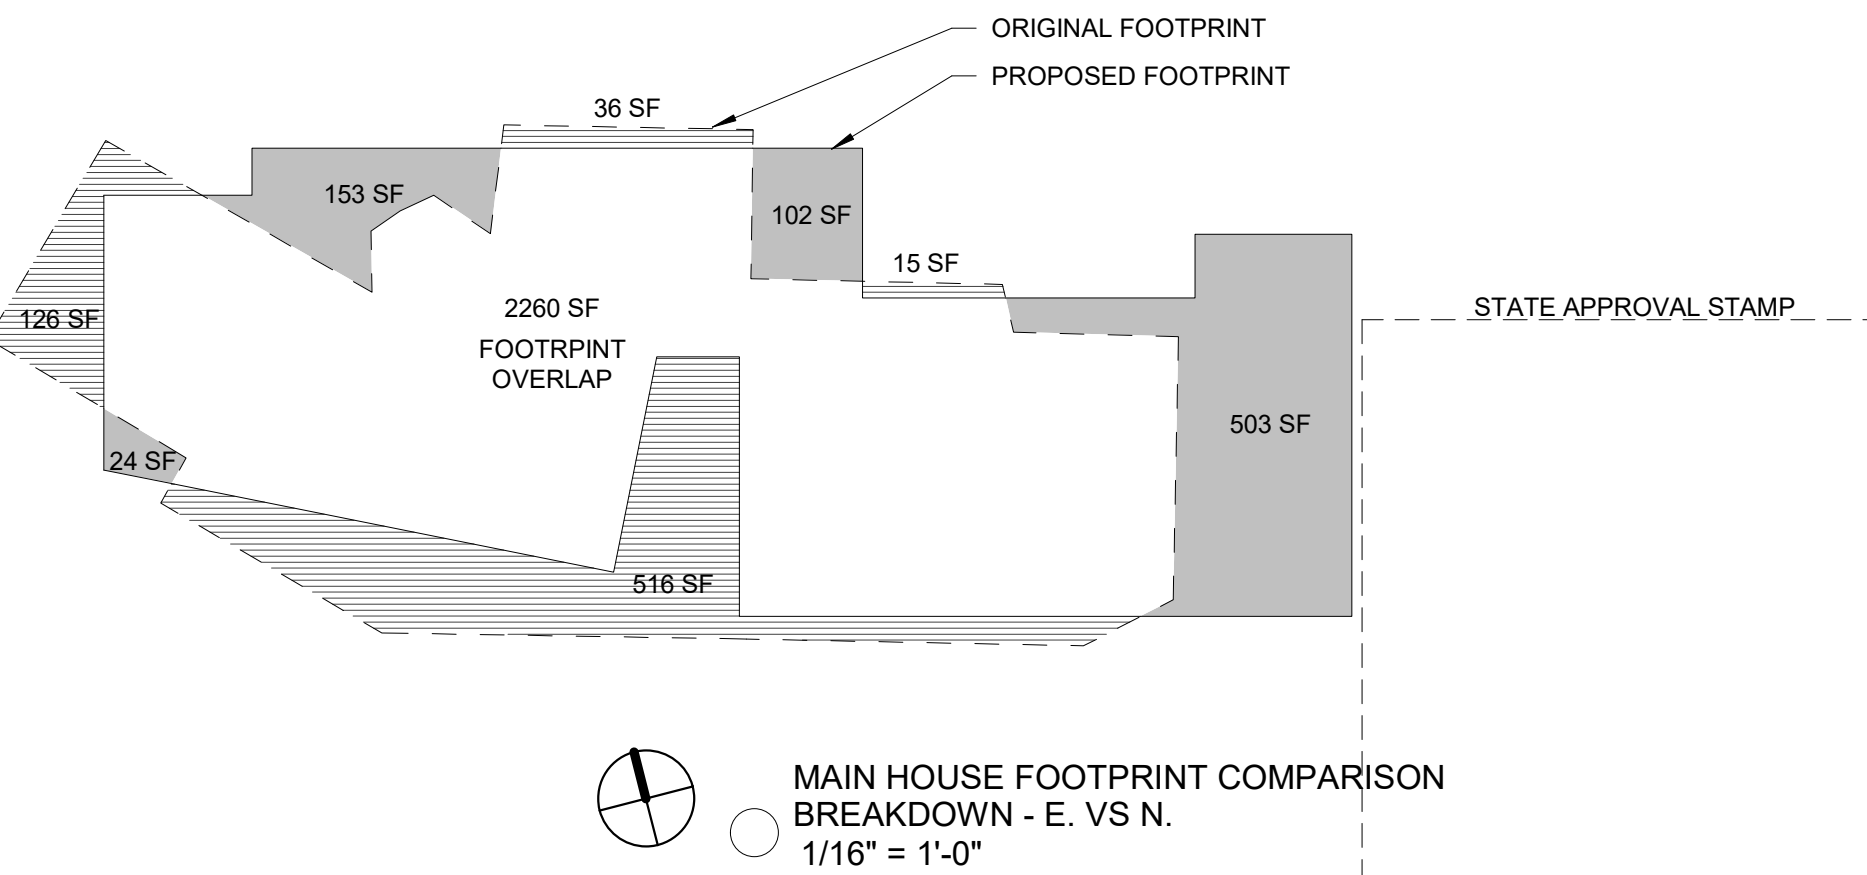 ORIGINAL FOOTPRINT
PROPOSED FOOTPRINT
36 SF
153 SF
102 SF
15 SF
126 SF
2260 SF
FOOTRPINT
OVERLAP
STATE APPROVAL STAMP
503 SF
24 SF
516 SF
MAIN HOUSE FOOTPRINT COMPARISON
BREAKDOWN - E. VS N.
1/16" = 1'-0"